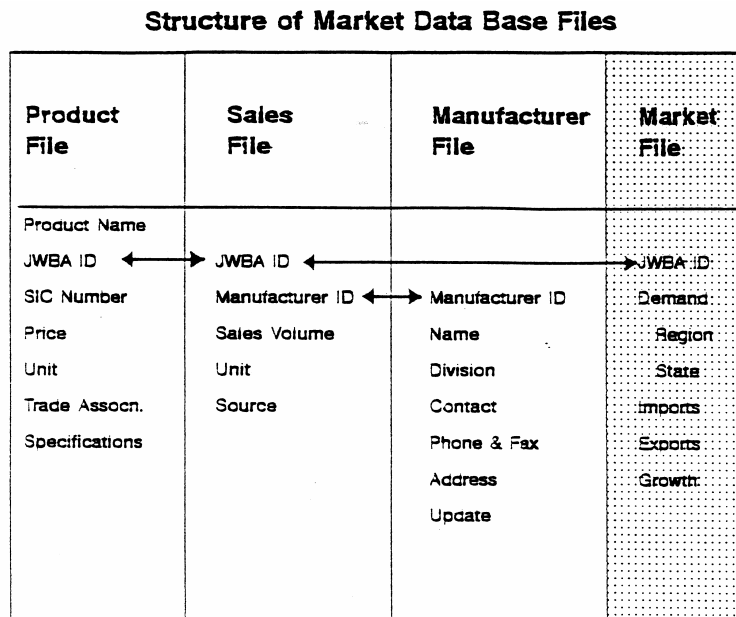 Structure of Market Data Base Files
Product File
Sales File
Manufacturer File
Market File
Product Name
JWBA ID
SIC Number
Price
Unit
Trade Assocn.
Specifications
JWBA ID
Manufacturer ID
Sales Volume
Unit
Source
Manufacturer ID
Name
Division
Contact
Phone & Fax
Address
Update
JWBA ID
Demand
Region
State
Imports
Exports
Growth